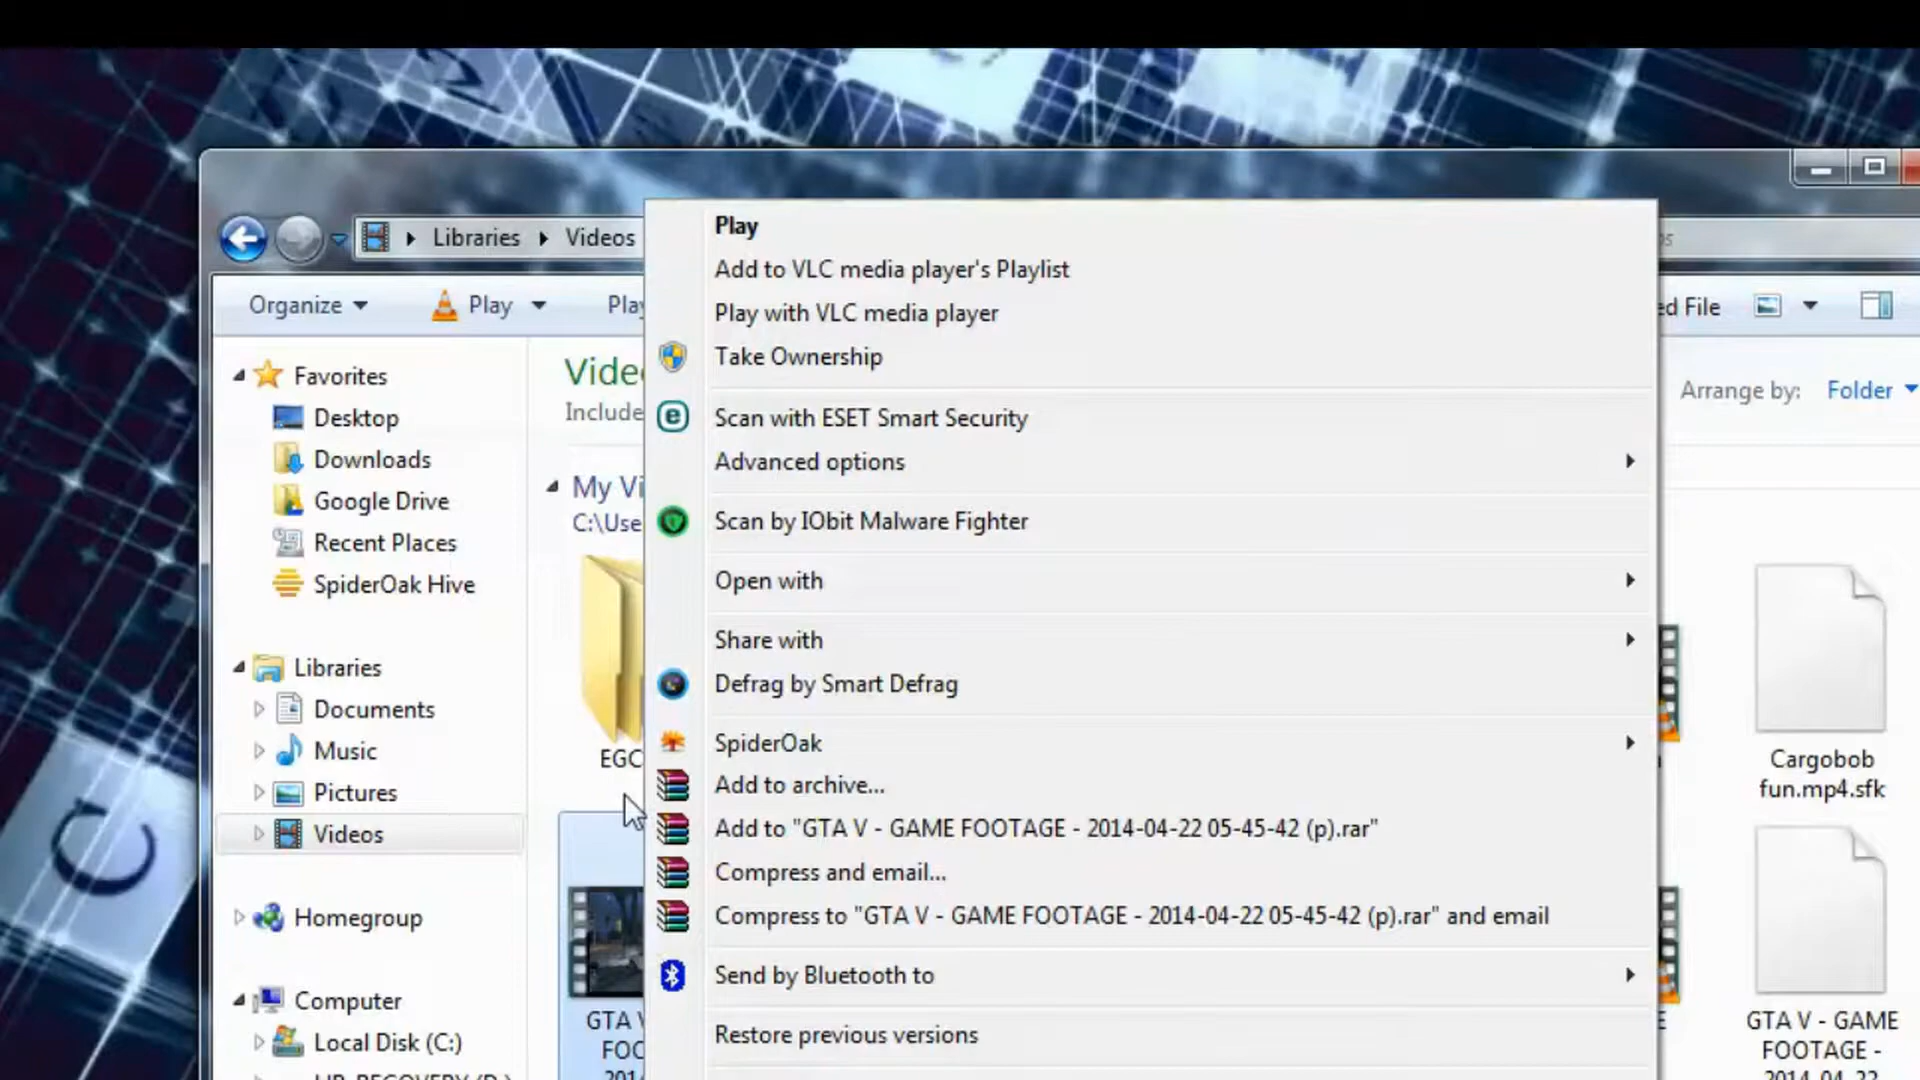 Libraries
Videos
Organize
Play
Favorites
Desktop
Downloads
Google Drive
Recent Places
SpiderOak Hive
Libraries
Documents
Music
Pictures
Videos
Homegroup
Computer
Local Disk (C:)
My Vi
C:\Use
EGC
GTA
Play
Add to VLC media player's Playlist
Play with VLC media player
Take Ownership
Scan with ESET Smart Security
Advanced options
Scan by IObit Malware Fighter
Open with
Share with
Defrag by Smart Defrag
SpiderOak
Add to archive...
Add to "GTA V - GAME FOOTAGE - 2014-04-22 05-45-42 (p).rar"
Compress and email...
Compress to "GTA V - GAME FOOTAGE - 2014-04-22 05-45-42 (p).rar" and email
Send by Bluetooth to
Restore previous versions
ed File
Arrange by: Folder
Cargobob
fun.mp4.sfk
GTA V - GAME
FOOTAGE -
2014-04-22